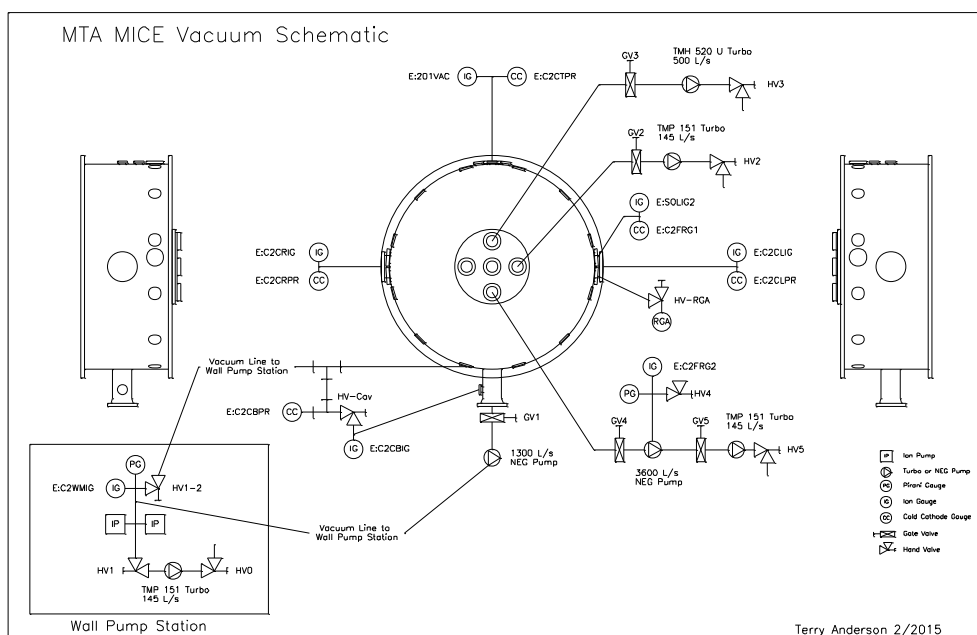 MTA MICE Vacuum Schematic
GV3
TMH 520 U Turbo
500 L/s
E:201VAC
IG
CC
E:C2CTPR
HV3
GV2
TMP 151 Turbo
145 L/s
HV2
IG
E:SOLIG2
CC
E:C2FRG1
E:C2CRIG
IG
E:C2CRPR
CC
IG
E:C2CLIG
CC
E:C2CLPR
HV-RGA
RGA
Vacuum Line to
Wall Pump Station
IG
E:C2FRG2
PG
HV4
HV-Cav
E:C2CBPR
CC
IG
E:C2CBIG
GV1
1300 L/s
NEG Pump
GV4
GV5
TMP 151 Turbo
145 L/s
HV5
3600 L/s
NEG Pump
PG
E:C2WMIG
IG
HV1-2
IP
IP
Vacuum Line to
Wall Pump Station
HV1
HV0
TMP 151 Turbo
145 L/s
Wall Pump Station
IP
Ion Pump
Turbo or NEG Pump
PG
Pirani Gauge
IG
Ion Gauge
CC
Cold Cathode Gauge
Gate Valve
Hand Valve
Terry Anderson 2/2015